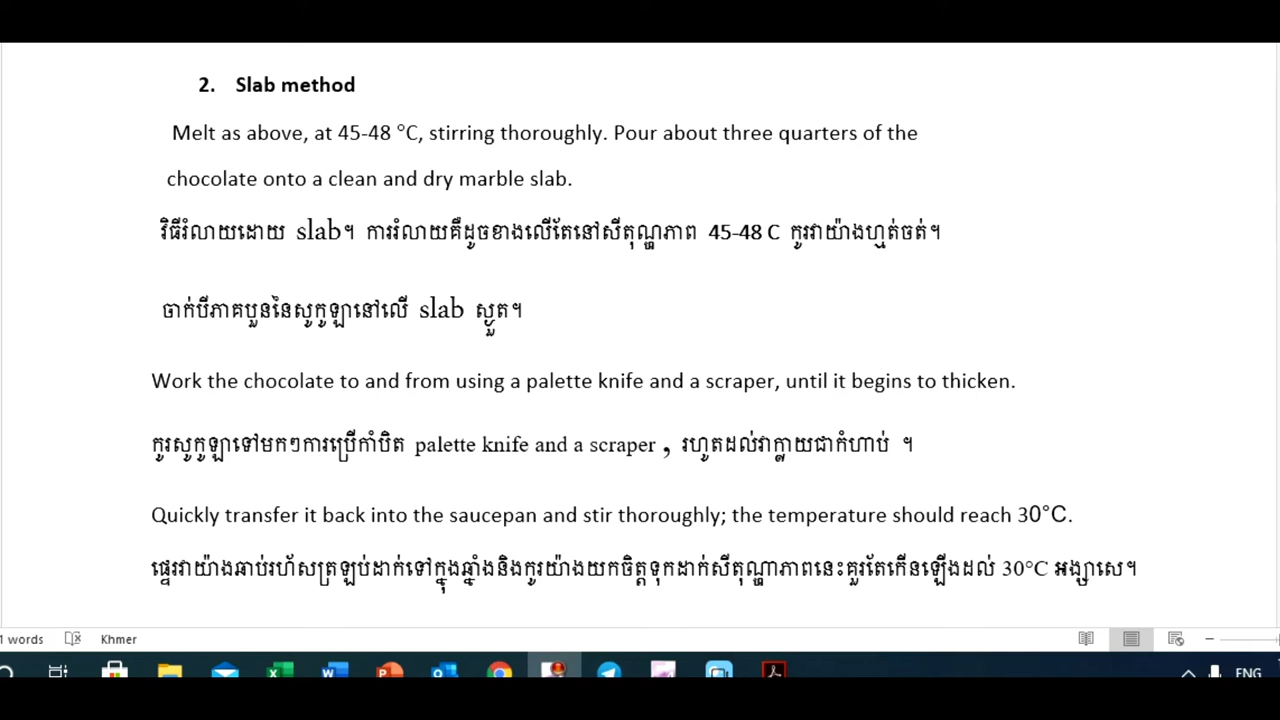 2. Slab method
Melt as above, at 45-48 °C, stirring thoroughly. Pour about three quarters of the
chocolate onto a clean and dry marble slab.
វិធីរំលាយដោយ slab។ ការរំលាយគឺដូចខាងលើតែនៅសីតុណ្ហភាព 45-48 C កូរវាយ៉ាងហ្មត់ចត់។
ចាក់បីភាគបួននៃសូកូឡានៅលើ slab ស្ងួត។
Work the chocolate to and from using a palette knife and a scraper, until it begins to thicken.
កូរសូកូឡាទៅមកៗការប្រើកាំបិត palette knife and a scraper , រហូតដល់វាក្លាយជាកំហាប់ ។
Quickly transfer it back into the saucepan and stir thoroughly; the temperature should reach 30°C.
ផ្ទេរវាយ៉ាងឆាប់រហ័សត្រឡប់ដាក់ទៅក្នុងឆ្នាំងនិងកូរយ៉ាងយកចិត្តទុកដាក់សីតុណ្ហាភាពនេះគួរតែកើនឡើងដល់ 30°C អង្សាសេ។
1 words Khmer
ENG